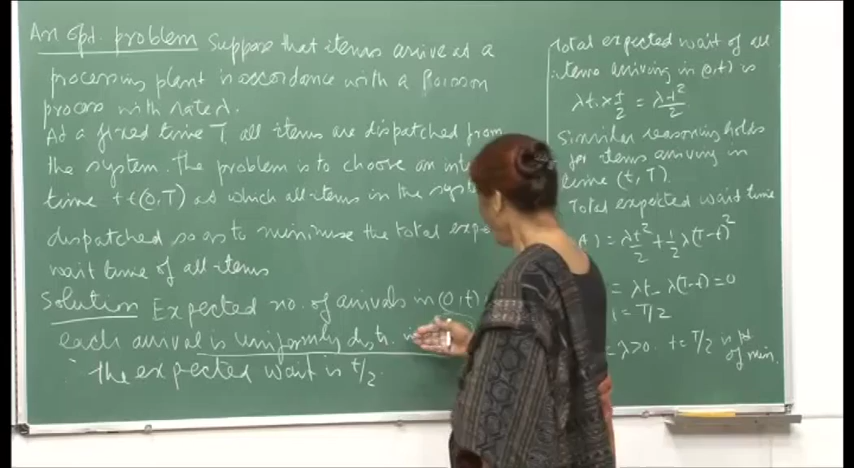 An Opt. problem Suppose that items arrive at a
processing plant in accordance with a Poisson
process with rate λ.
At a fixed time T, all items are dispatched from
the system. The problem is to choose an
time t ∈ (0,T) at which all items in the
dispatched so as to minimise the total
wait time of all items
Solution Expected no. of arrivals in (0,t)
each arrival is uniformly distr.
∴ The expected wait is t/2
Total expected wait of all
items arriving in (0,t) is
λt × t/2 = λt²/2
Similar reasoning holds
for items arriving in
time (t, T).
Total expected wait time
= λt²/2 + 1/2 λ(T-t)²
= λt - λ(T-t) = 0
= T/2
= λ>0. t = T/2 is pt
of min.